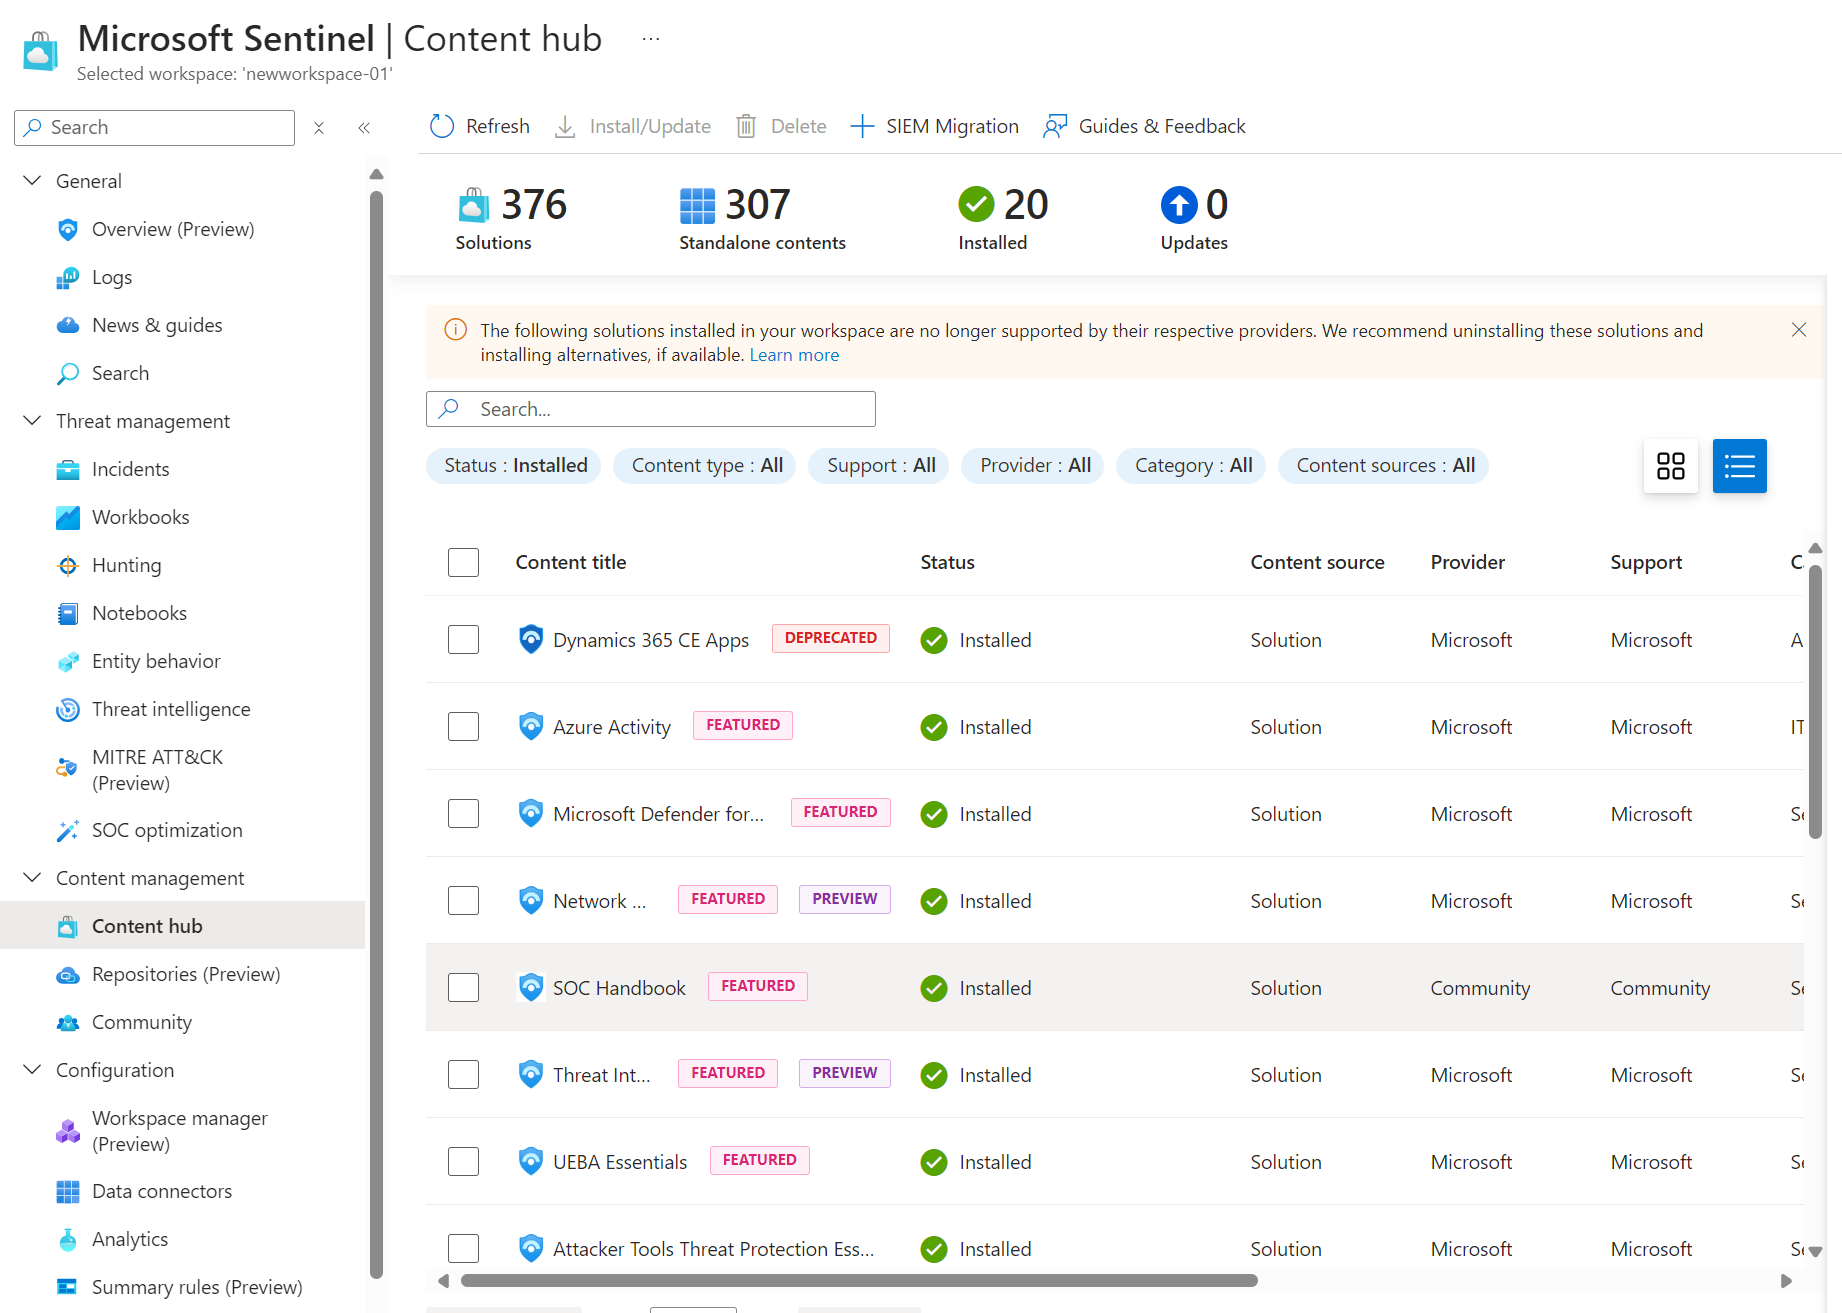 Microsoft Sentinel | Content hub ...
Selected workspace: 'newworkspace-01'
Search
Refresh
Install/Update
Delete
SIEM Migration
Guides & Feedback
General
Overview (Preview)
Logs
News & guides
Search
Threat management
Incidents
Workbooks
Hunting
Notebooks
Entity behavior
Threat intelligence
MITRE ATT&CK
(Preview)
SOC optimization
Content management
Content hub
Repositories (Preview)
Community
Configuration
Workspace manager
(Preview)
Data connectors
Analytics
Summary rules (Preview)
376
Solutions
307
Standalone contents
20
Installed
0
Updates
The following solutions installed in your workspace are no longer supported by their respective providers. We recommend uninstalling these solutions and
installing alternatives, if available. Learn more
Search...
Status : Installed
Content type : All
Support : All
Provider : All
Category : All
Content sources : All
Content title Status Content source Provider Support
Dynamics 365 CE Apps DEPRECATED Installed Solution Microsoft Microsoft A
Azure Activity FEATURED Installed Solution Microsoft Microsoft IT
Microsoft Defender for... FEATURED Installed Solution Microsoft Microsoft
Network ... FEATURED PREVIEW Installed Solution Microsoft Microsoft
SOC Handbook FEATURED Installed Solution Community Community
Threat Int... FEATURED PREVIEW Installed Solution Microsoft Microsoft
UEBA Essentials FEATURED Installed Solution Microsoft Microsoft
Attacker Tools Threat Protection Ess... Installed Solution Microsoft Microsoft